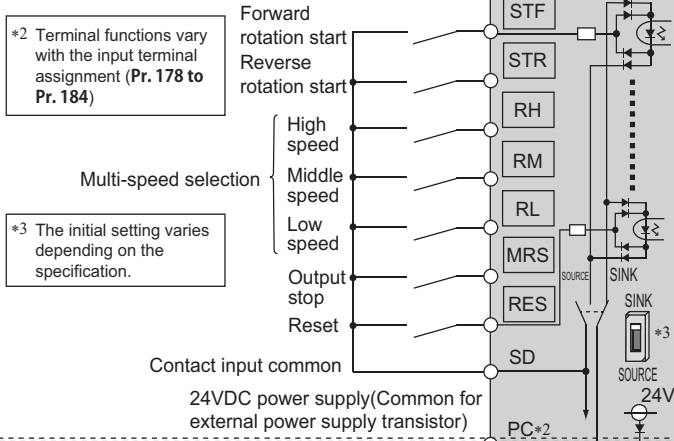 *2 Terminal functions vary
with the input terminal
assignment (Pr. 178 to
Pr. 184)
Forward
rotation start
STF
Reverse
rotation start
STR
High
speed
RH
Multi-speed selection
Middle
speed
RM
Low
speed
RL
*3 The initial setting varies
depending on the
specification.
Output
stop
MRS
Reset
RES
SOURCE
SINK
SINK
*3
SOURCE
Contact input common
SD
24VDC power supply(Common for
external power supply transistor)
PC*2
24V